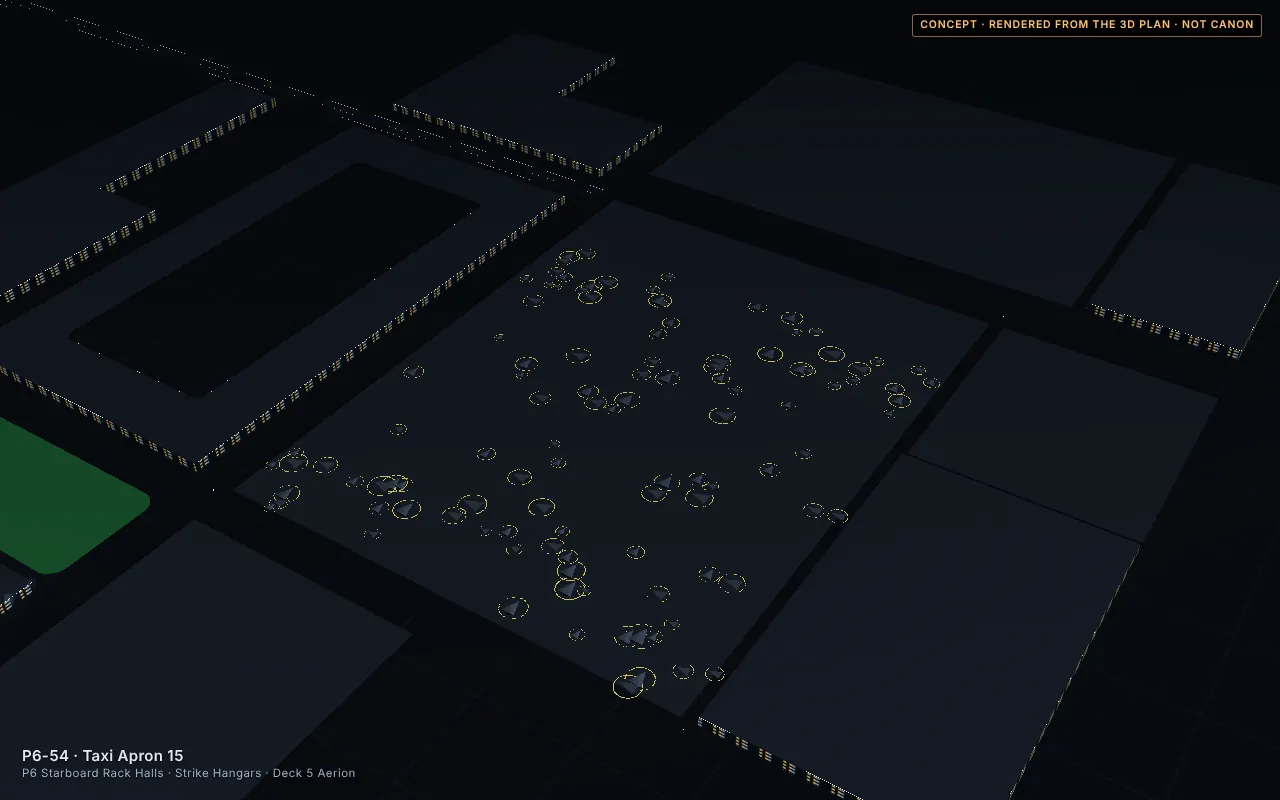 CONCEPT · RENDERED FROM THE 3D PLAN · NOT CANON
P6-54 · Taxi Apron 15
P6 Starboard Rack Halls · Strike Hangars · Deck 5 Aerion